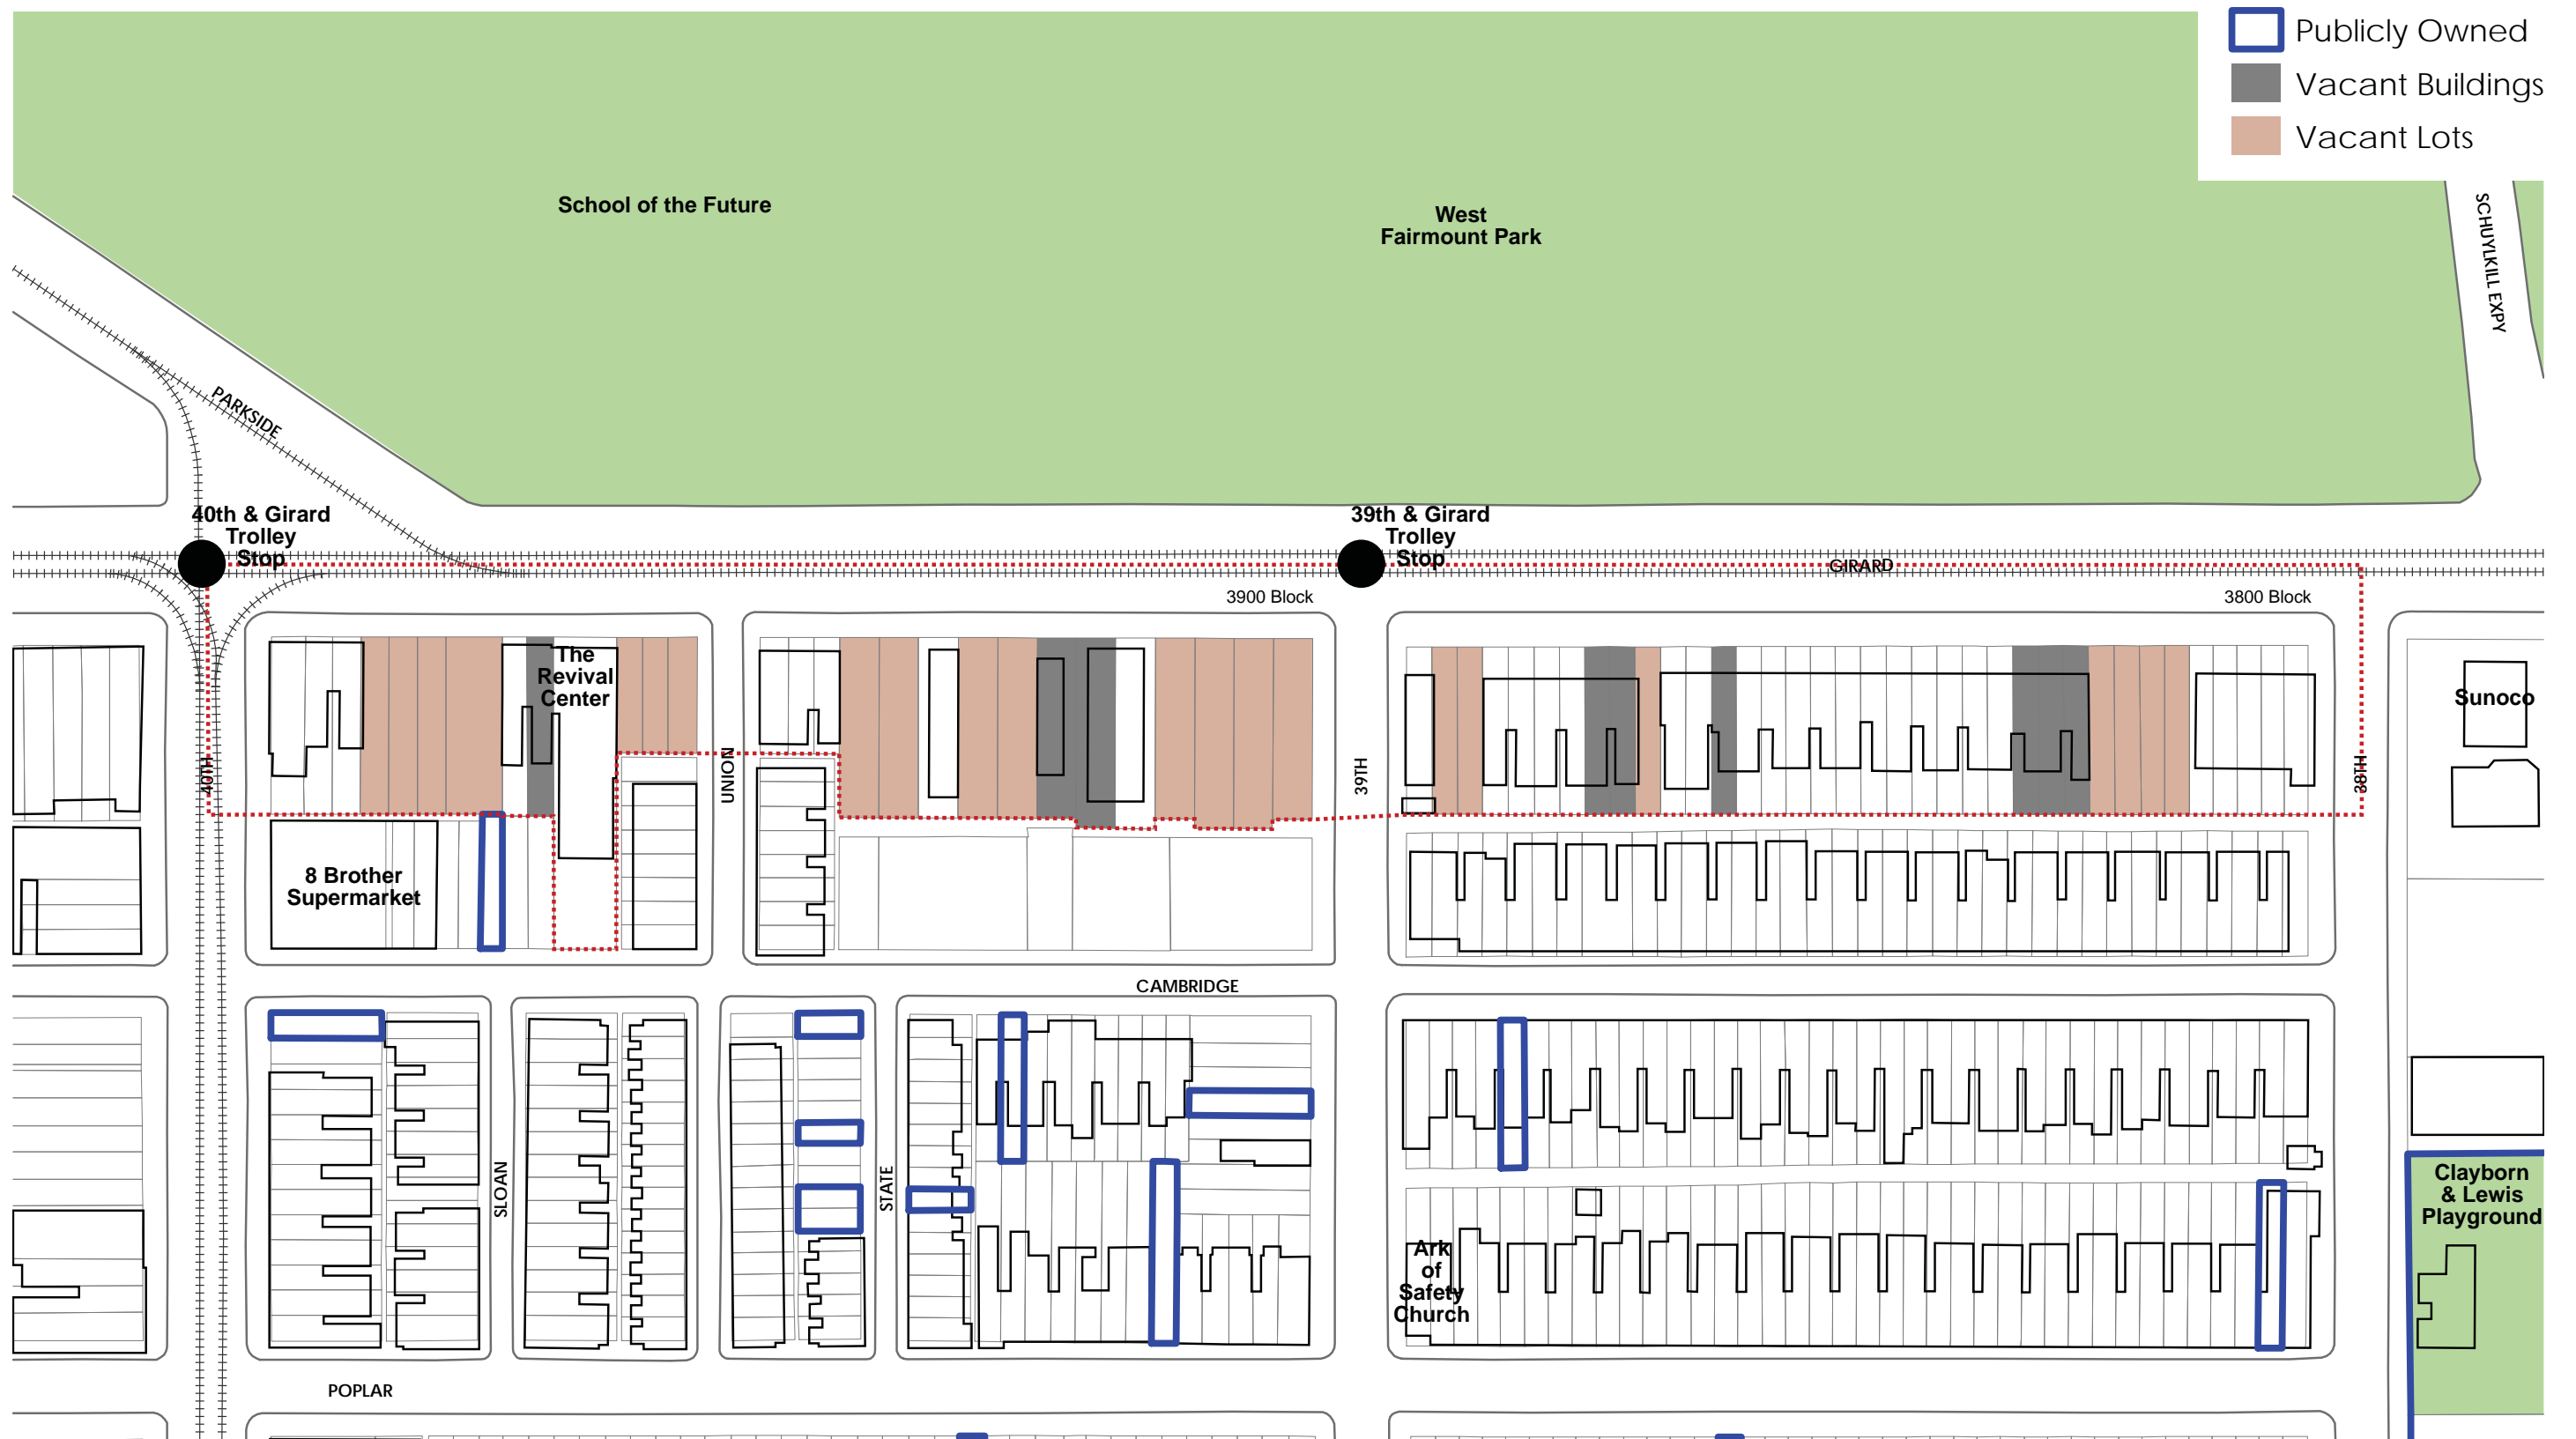 Publicly Owned
Vacant Buildings
Vacant Lots
SCHUYLKILL EXPY
School of the Future
West
Fairmount Park
PARKSIDE
40th & Girard
Trolley
Stop
39th & Girard
Trolley
Stop
GIRARD
3900 Block
3800 Block
The
Revival
Center
Sunoco
40TH
UNION
39TH
38TH
8 Brother
Supermarket
CAMBRIDGE
SLOAN
STATE
Clayborn
& Lewis
Playground
Ark
of
Safety
Church
POPLAR